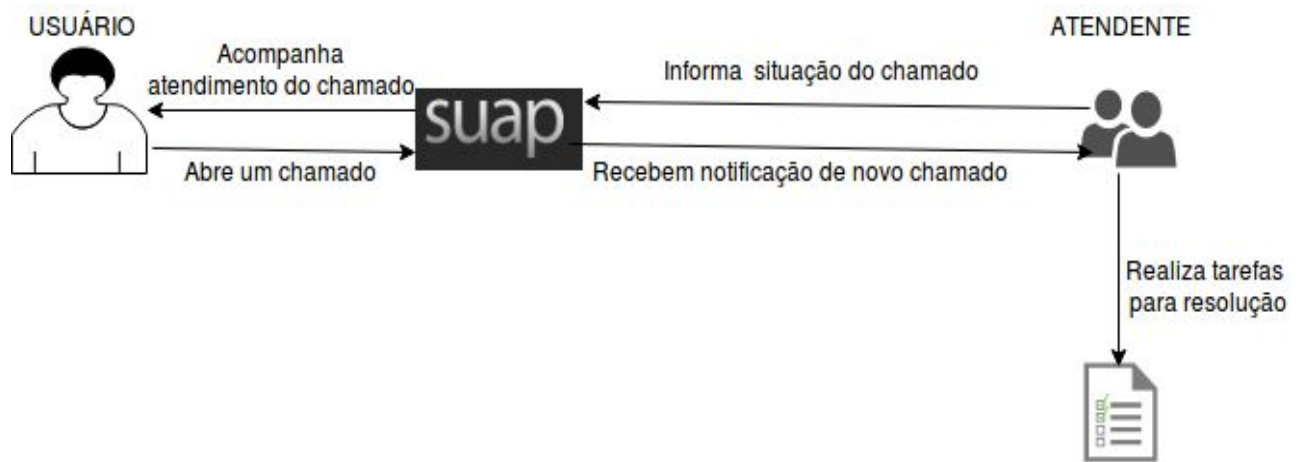 USUÁRIO
ATENDENTE
Acompanha
atendimento do chamado
Informa situação do chamado
suap
Abre um chamado
Recebem notificação de novo chamado
Realiza tarefas
para resolução